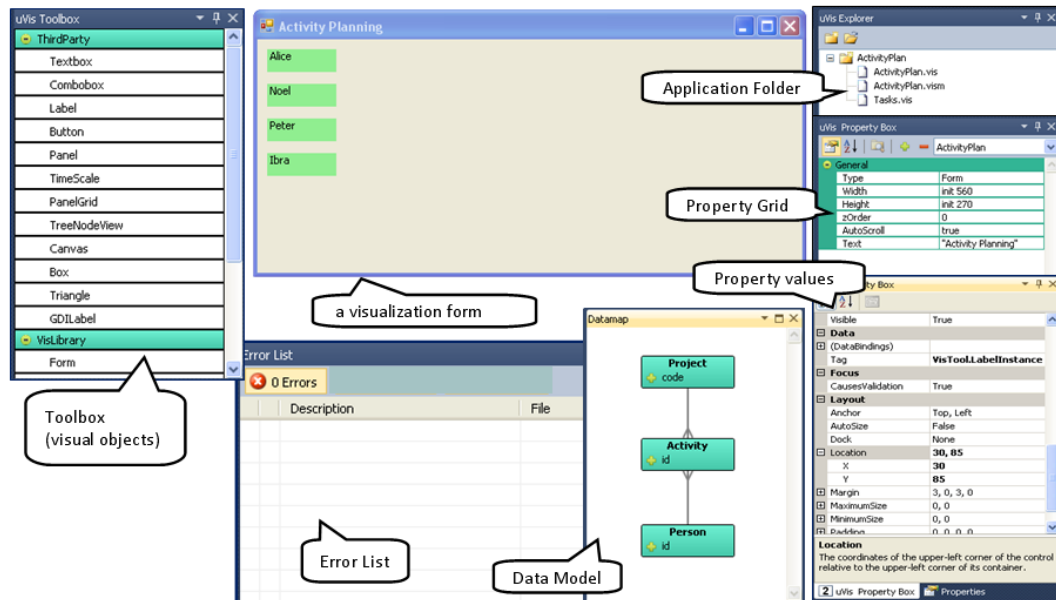 uVis Toolbox
ThirdParty
Textbox
Combobox
Label
Button
Panel
TimeScale
PanelGrid
TreeNodeView
Canvas
Box
Triangle
GDILabel
VisLibrary
Form
Toolbox
(visual objects)
Activity Planning
Alice
Noel
Peter
Ibra
a visualization form
Error List
0 Errors
Description
File
Error List
Datamap
Project
code
Activity
id
Person
id
Data Model
uVis Explorer
ActivityPlan
ActivityPlan.vis
ActivityPlan.vism
Tasks.vis
Application Folder
uVis Property Box
ActivityPlan
General
Type Form
Width init 560
Height init 270
zOrder 0
AutoScroll true
Text "Activity Planning"
Property Grid
Property values
Box
Visible True
Data
(DataBindings)
Tag VisTool.LabelInstance
Focus
CausesValidation True
Layout
Anchor Top, Left
AutoSize False
Dock None
Location 30, 85
X 30
Y 85
Margin 3, 0, 3, 0
MaximumSize 0, 0
MinimumSize 0, 0
Padding 0, 0, 0, 0
Location
The coordinates of the upper-left corner of the control
relative to the upper-left corner of its container.
2 uVis Property Box Properties